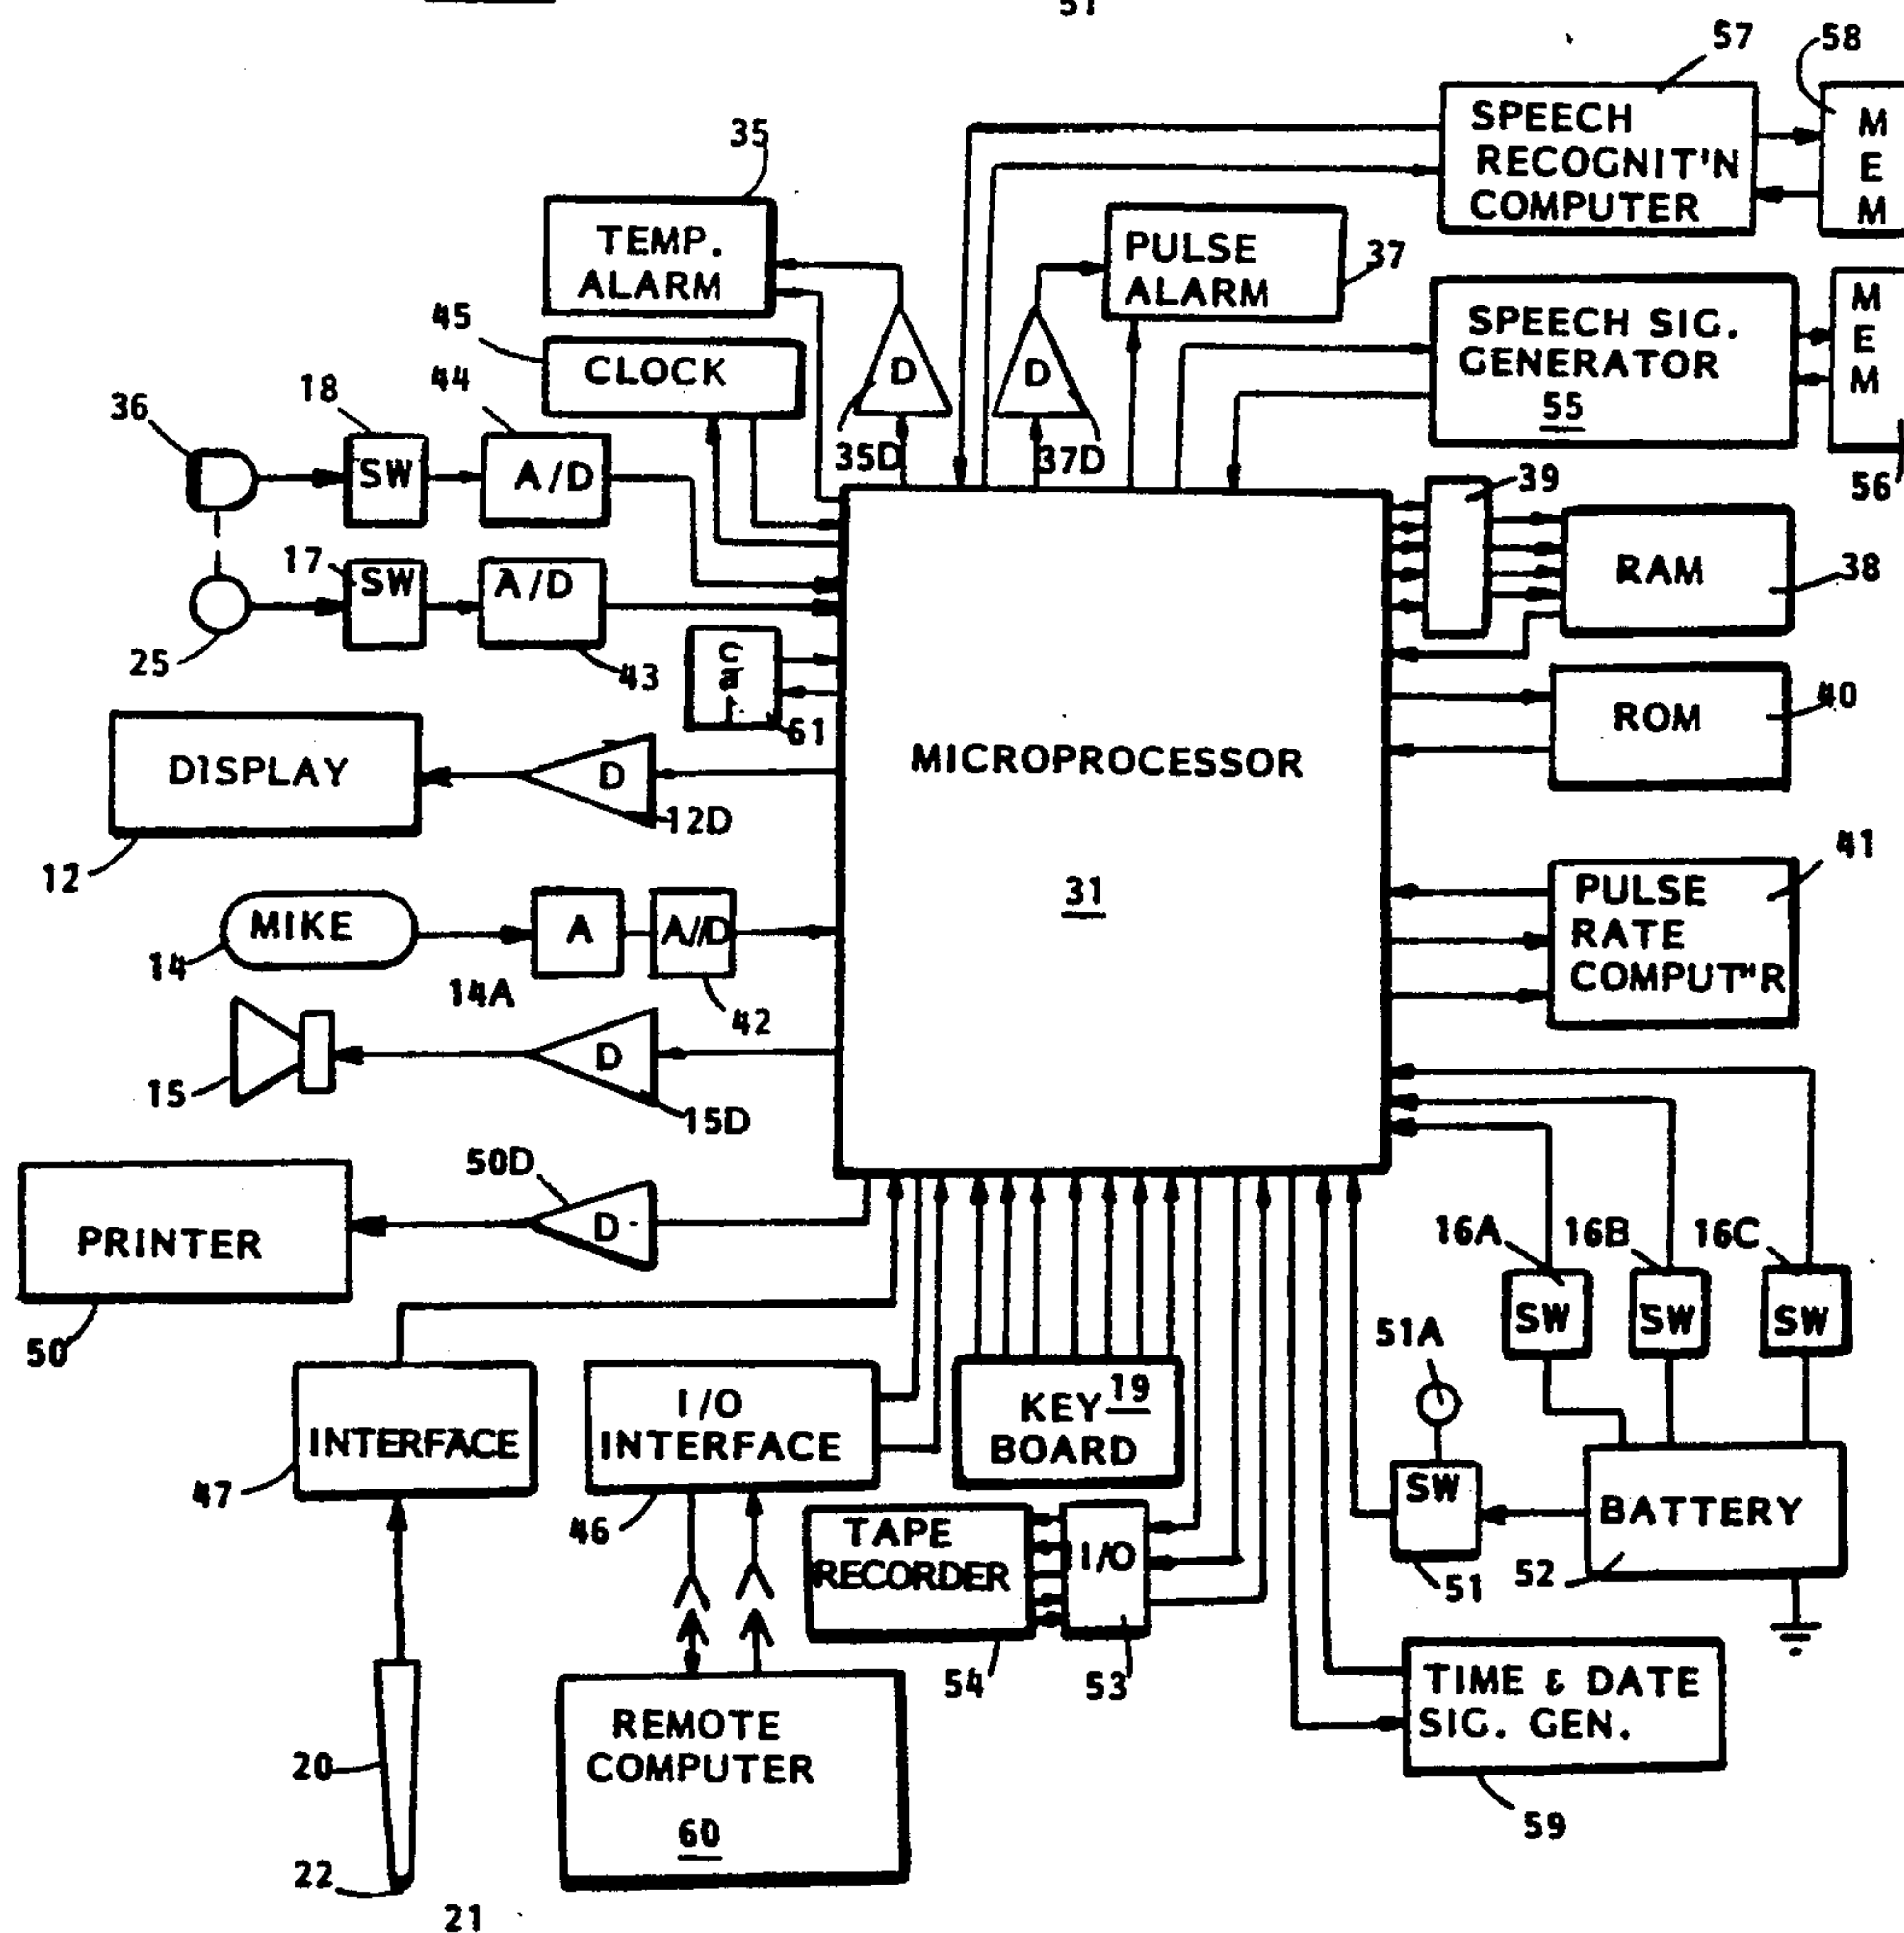 51
57
58
SPEECH
RECOGNIT'N
COMPUTER
M
E
M
35
TEMP.
ALARM
PULSE
ALARM
37
SPEECH SIG.
GENERATOR
55
M
E
M
56
45
CLOCK
D
35D
D
37D
36
18
SW
44
A/D
39
RAM
38
17
SW
A/D
25
43
61
ROM
40
DISPLAY
12
D
12D
MICROPROCESSOR
31
PULSE
RATE
COMPUT'R
41
MIKE
14
A
14A
A/D
42
15
D
15D
PRINTER
50
50D
D
16A
SW
16B
SW
16C
SW
51A
INTERFACE
47
I/O
INTERFACE
46
KEY 19
BOARD
SW
51
BATTERY
52
TAPE
RECORDER
54
I/O
53
REMOTE
COMPUTER
60
TIME & DATE
SIG. GEN.
59
20
22
21